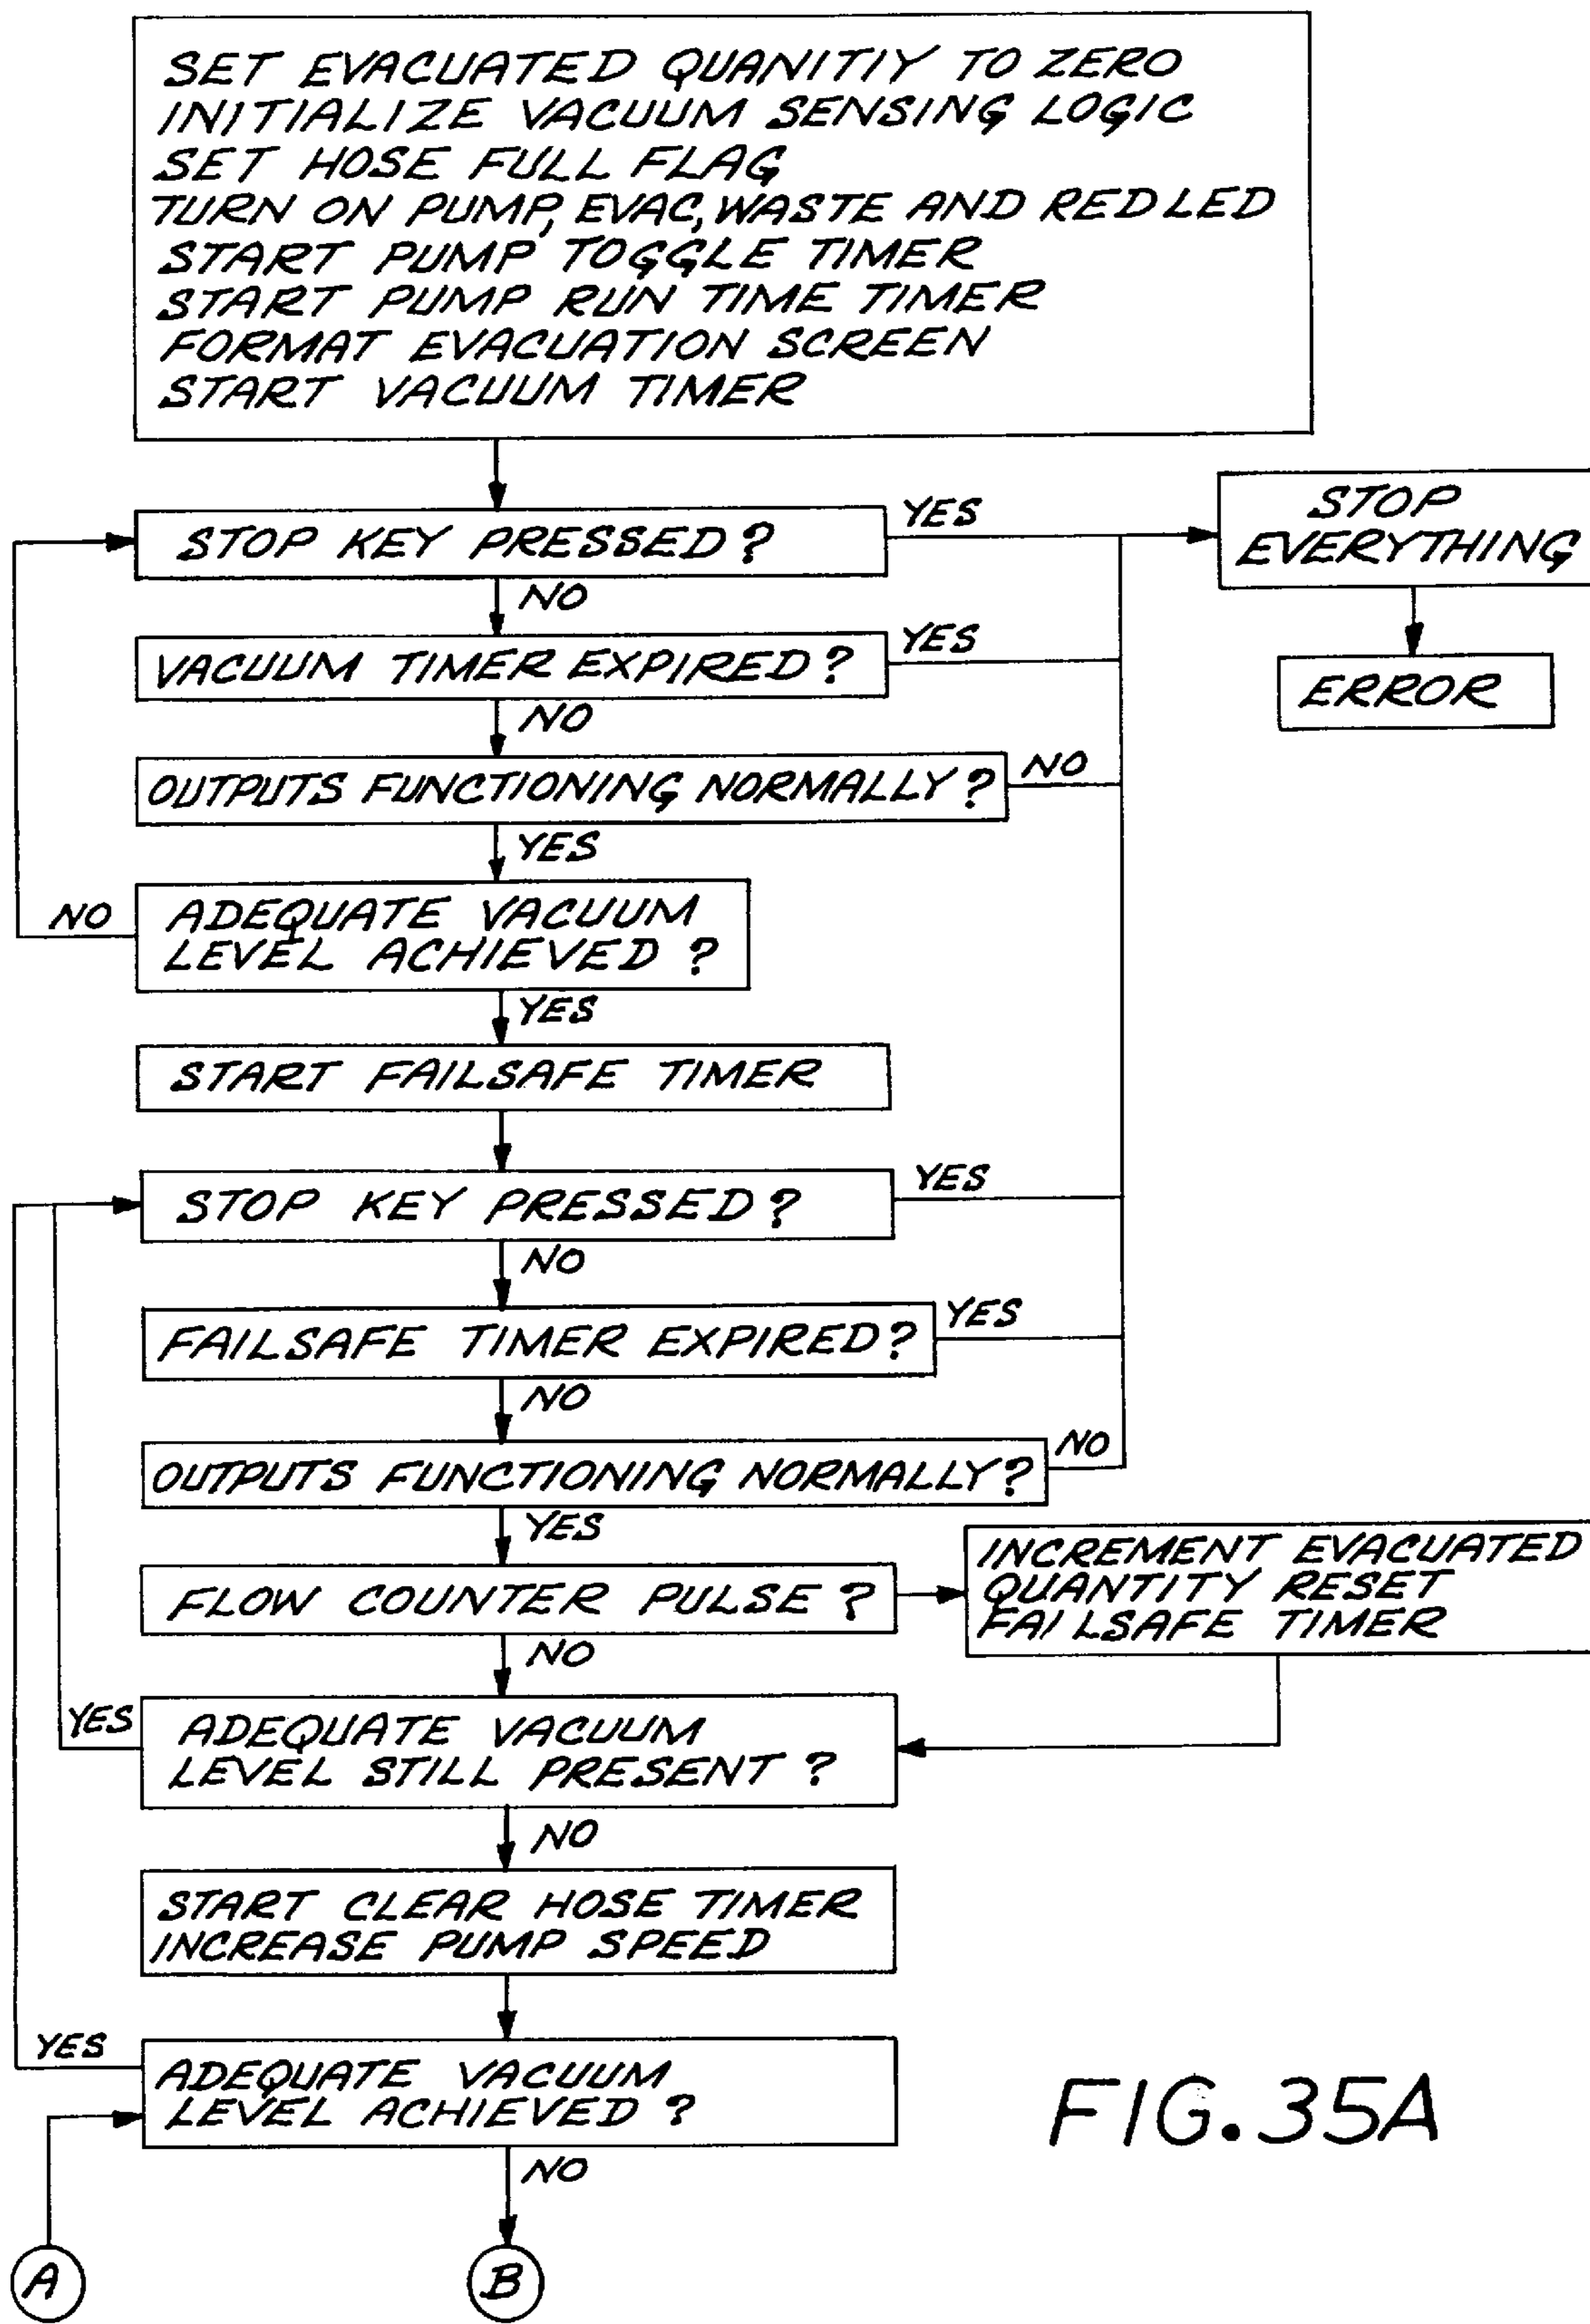 SET EVACUATED QUANITIY TO ZERO
INITIALIZE VACUUM SENSING LOGIC
SET HOSE FULL FLAG
TURN ON PUMP, EVAC, WASTE AND RED LED
START PUMP TOGGLE TIMER
START PUMP RUN TIME TIMER
FORMAT EVACUATION SCREEN
START VACUUM TIMER
STOP KEY PRESSED?
YES
STOP
EVERYTHING
NO
ERROR
VACUUM TIMER EXPIRED?
YES
NO
OUTPUTS FUNCTIONING NORMALLY?
NO
YES
NO
ADEQUATE VACUUM
LEVEL ACHIEVED ?
YES
START FAILSAFE TIMER
STOP KEY PRESSED?
YES
NO
FAILSAFE TIMER EXPIRED?
YES
NO
OUTPUTS FUNCTIONING NORMALLY?
NO
YES
FLOW COUNTER PULSE ?
INCREMENT EVACUATED
QUANTITY RESET
FAILSAFE TIMER
NO
YES
ADEQUATE VACUUM
LEVEL STILL PRESENT ?
NO
START CLEAR HOSE TIMER
INCREASE PUMP SPEED
YES
ADEQUATE VACUUM
LEVEL ACHIEVED ?
NO
A
B
FIG. 35A